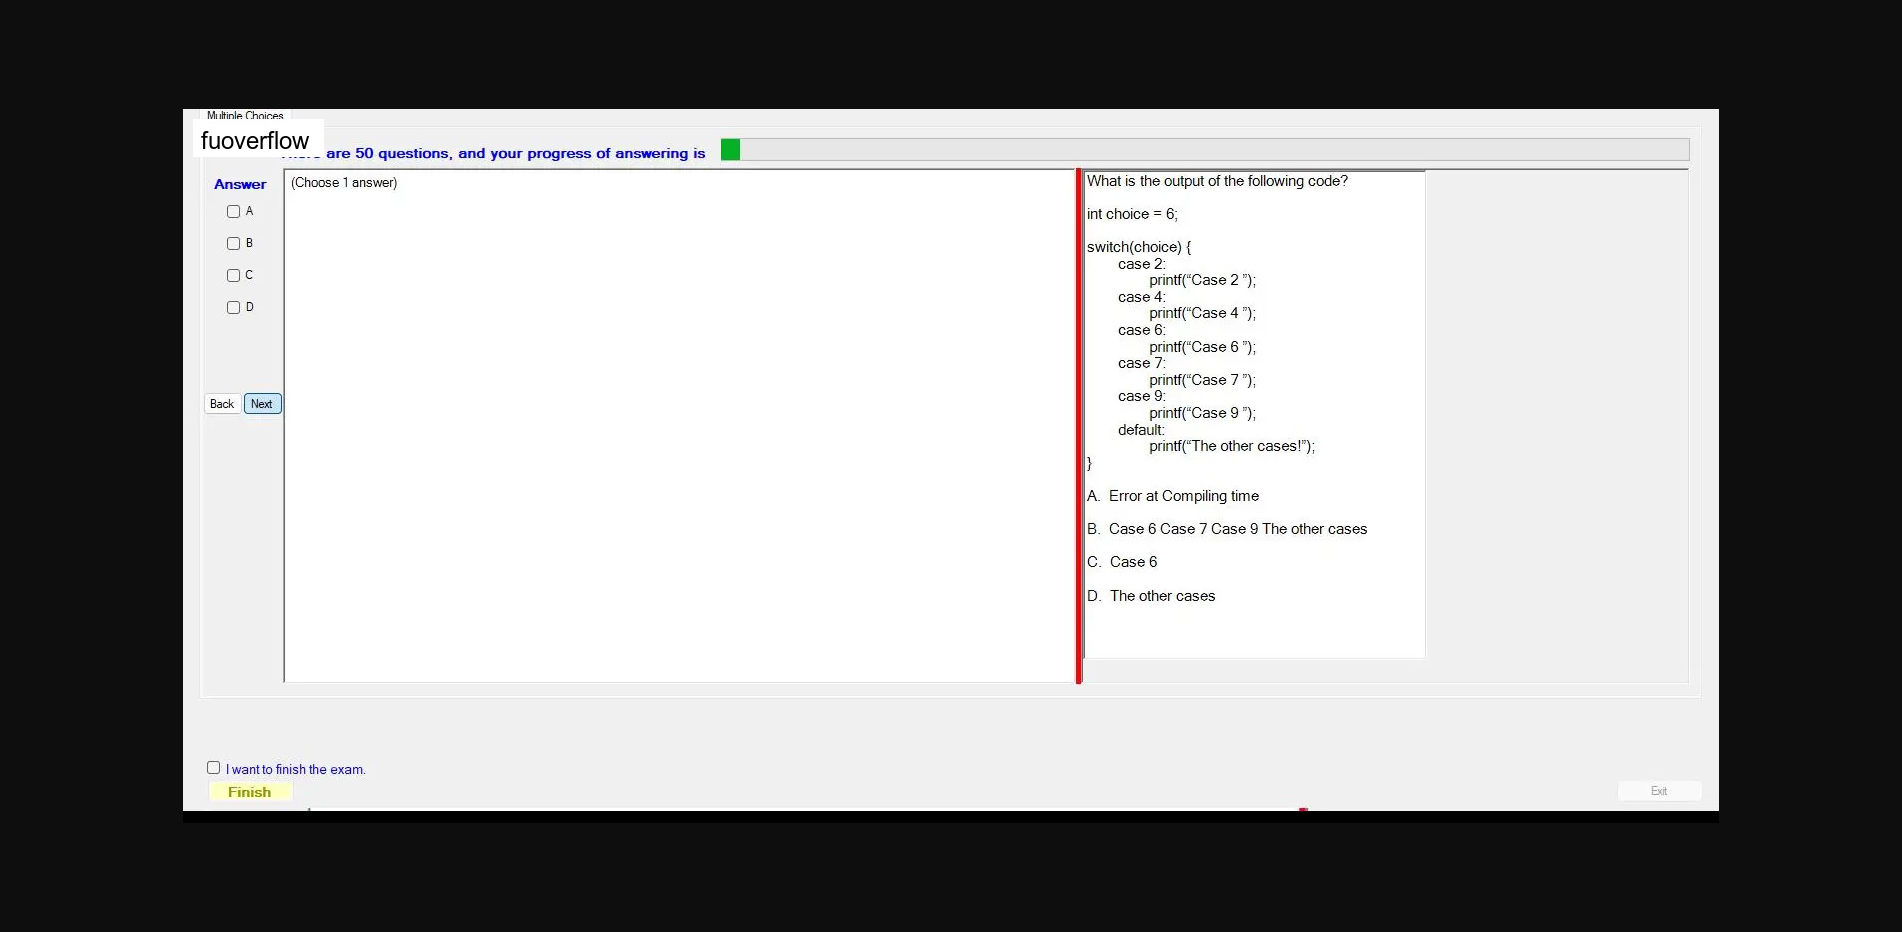 Multiple Choices
fuoverflow
are 50 questions, and your progress of answering is
Answer
(Choose 1 answer)
A
B
C
D
Back Next
What is the output of the following code?
int choice = 6;
switch(choice) {
case 2:
printf(“Case 2 ”);
case 4:
printf(“Case 4 ”);
case 6:
printf(“Case 6 ”);
case 7:
printf(“Case 7 ”);
case 9:
printf(“Case 9 ”);
default:
printf(“The other cases!”);
}
A. Error at Compiling time
B. Case 6 Case 7 Case 9 The other cases
C. Case 6
D. The other cases
I want to finish the exam.
Finish
Exit